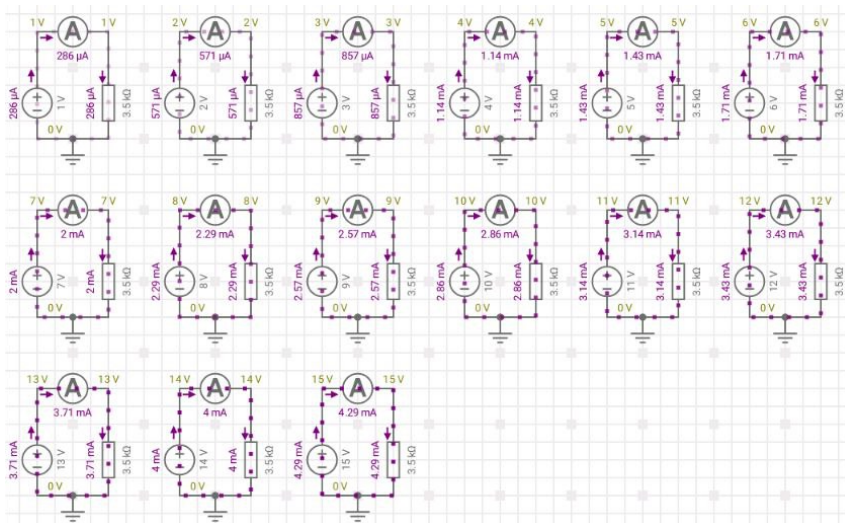 1 V 1 V
A
286 µA
286 µA 1 V 286 µA 3.5 kΩ
0 V
2 V 2 V
A
571 µA
571 µA 2 V 571 µA 3.5 kΩ
0 V
3 V 3 V
A
857 µA
857 µA 3 V 857 µA 3.5 kΩ
0 V
4 V 4 V
A
1.14 mA
1.14 mA 4 V 1.14 mA 3.5 kΩ
0 V
5 V 5 V
A
1.43 mA
1.43 mA 5 V 1.43 mA 3.5 kΩ
0 V
6 V 6 V
A
1.71 mA
1.71 mA 6 V 1.71 mA 3.5 kΩ
0 V
7 V 7 V
A
2 mA
2 mA 7 V 2 mA 3.5 kΩ
0 V
8 V 8 V
A
2.29 mA
2.29 mA 8 V 2.29 mA 3.5 kΩ
0 V
9 V 9 V
A
2.57 mA
2.57 mA 9 V 2.57 mA 3.5 kΩ
0 V
10 V 10 V
A
2.86 mA
2.86 mA 10 V 2.86 mA 3.5 kΩ
0 V
11 V 11 V
A
3.14 mA
3.14 mA 11 V 3.14 mA 3.5 kΩ
0 V
12 V 12 V
A
3.43 mA
3.43 mA 12 V 3.43 mA 3.5 kΩ
0 V
13 V 13 V
A
3.71 mA
3.71 mA 13 V 3.71 mA 3.5 kΩ
0 V
14 V 14 V
A
4 mA
4 mA 14 V 4 mA 3.5 kΩ
0 V
15 V 15 V
A
4.29 mA
4.29 mA 15 V 4.29 mA 3.5 kΩ
0 V